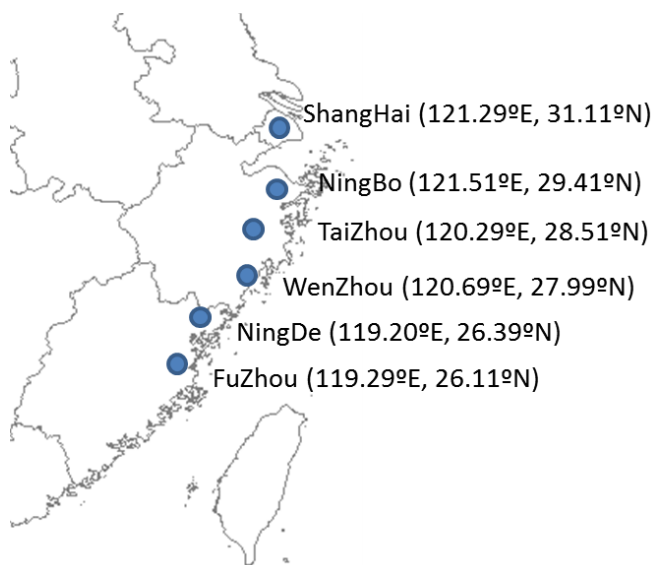 ShangHai (121.29ºE, 31.11ºN)
NingBo (121.51ºE, 29.41ºN)
TaiZhou (120.29ºE, 28.51ºN)
WenZhou (120.69ºE, 27.99ºN)
NingDe (119.20ºE, 26.39ºN)
FuZhou (119.29ºE, 26.11ºN)